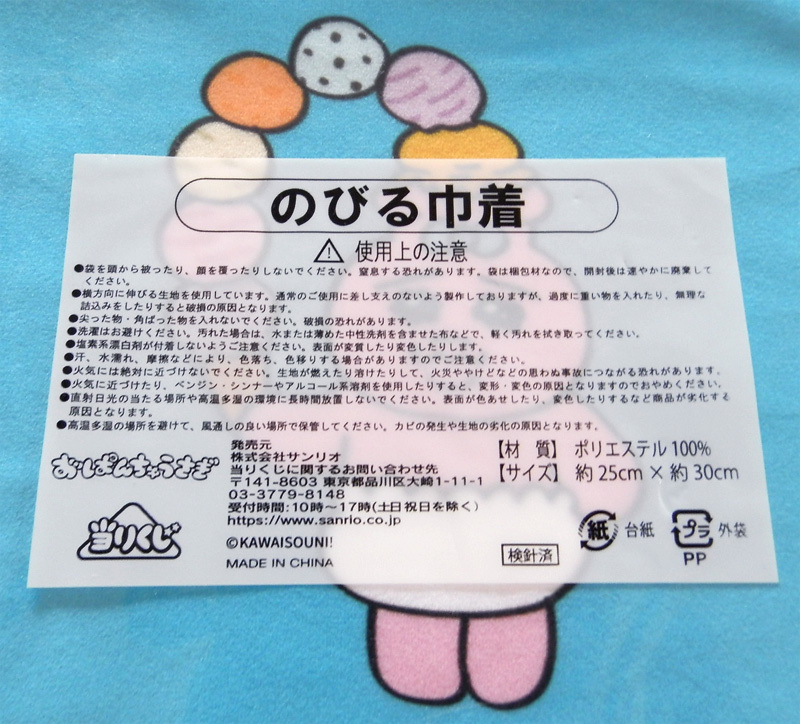 のびる巾着
使用上の注意
●袋を頭から被ったり、顔を覆ったりしないでください。窒息する恐れがあります。袋は梱包材なので、開封後は速やかに廃棄して
ください。
●横方向に伸びる生地を使用しています。通常のご使用に差し支えのないよう製作しておりますが、過度に重い物を入れたり、無理な
詰込みをしたりすると破損の原因となります。
●尖った物・角ばった物を入れないでください。破損の恐れがあります。
●洗濯はお避けください。汚れた場合は、水または薄めた中性洗剤を含ませた布などで、軽く汚れを拭き取ってください。
●塩素系漂白剤が付着しないようご注意ください。表面が変質したり変色したりします。
●汗、水濡れ、摩擦などにより、色落ち、色移りする場合がありますのでご注意ください。
●火気には絶対に近づけないでください。生地が燃えたり溶けたりして、火災ややけどなどの思わぬ事故につながる恐れがあります。
●火気に近づけたり、ベンジン・シンナーやアルコール系溶剤を使用したりすると、変形・変色の原因となりますのでおやめください。
●直射日光の当たる場所や高温多湿の環境に長時間放置しないでください。表面が色あせしたり、変色したりするなど商品が劣化する
原因となります。
●高温多湿の場所を避けて、風通しの良い場所で保管してください。カビの発生や生地の劣化の原因となります。
おぱんちゅうさぎ
当りくじ
発売元
株式会社サンリオ
当りくじに関するお問い合わせ先
〒141-8603 東京都品川区大崎1-11-1
03-3779-8148
受付時間:10時〜17時(土日祝日を除く)
https://www.sanrio.co.jp
©KAWAISOUNI!
MADE IN CHINA
【材 質】 ポリエステル 100%
【サイズ】 約 25cm × 約 30cm
検針済
紙 台紙
プラ 外袋
PP